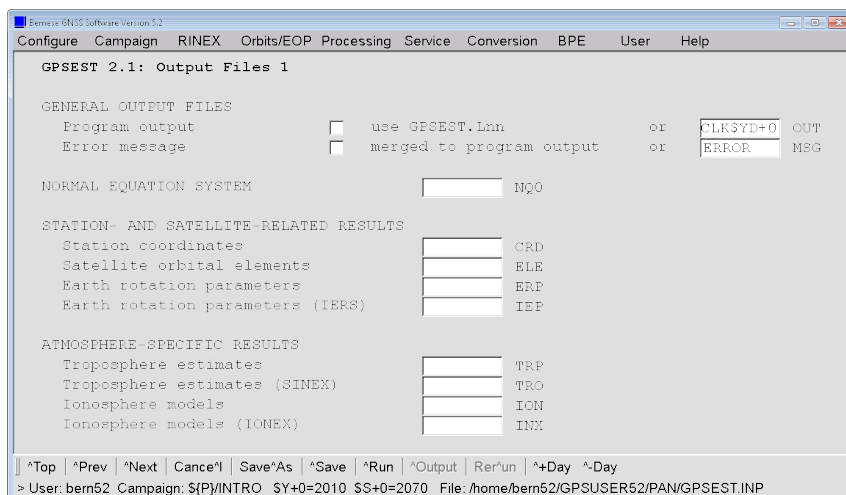 Bernese GNSS Software Version 5.2
Configure Campaign RINEX Orbits/EOP Processing Service Conversion BPE User Help
GPSEST 2.1: Output Files 1
GENERAL OUTPUT FILES
Program output use GPSEST.Lnn or CLK$YD+0 OUT
Error message merged to program output or ERROR MSG
NORMAL EQUATION SYSTEM NQ0
STATION- AND SATELLITE-RELATED RESULTS
Station coordinates CRD
Satellite orbital elements ELE
Earth rotation parameters ERP
Earth rotation parameters (IERS) IEP
ATMOSPHERE-SPECIFIC RESULTS
Troposphere estimates TRP
Troposphere estimates (SINEX) TRO
Ionosphere models ION
Ionosphere models (IONEX) INX
^Top ^Prev ^Next Cance^l Save^As ^Save ^Run ^Output Rer^un ^+Day ^-Day
> User: bern52 Campaign: ${P}/INTRO $Y+0=2010 $S+0=2070 File: /home/bern52/GPSUSER52/PAN/GPSEST.INP